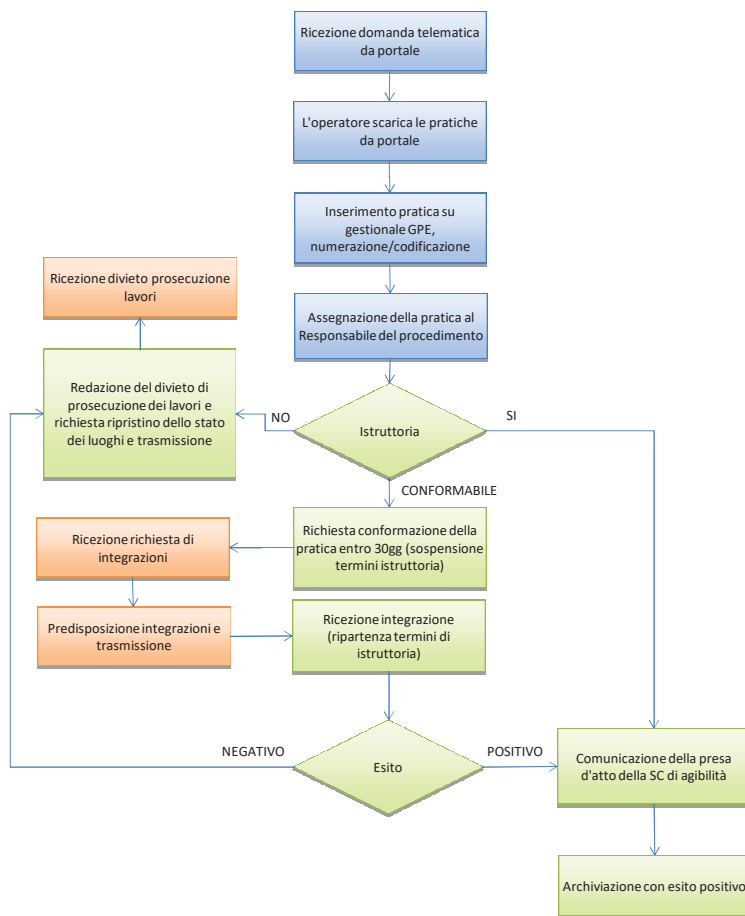 Ricezione domanda telematica
da portale
L'operatore scarica le pratiche
da portale
Inserimento pratica su
gestionale GPE,
numerazione/codificazione
Ricezione divieto prosecuzione
lavori
Assegnazione della pratica al
Responsabile del procedimento
Redazione del divieto di
prosecuzione dei lavori e
richiesta ripristino dello stato
dei luoghi e trasmissione
NO
Istruttoria
SI
CONFORMABILE
Richiesta conformazione della
pratica entro 30gg (sospensione
termini istruttoria)
Ricezione richiesta di
integrazioni
Predisposizione integrazioni e
trasmissione
Ricezione integrazione
(ripartenza termini di
istruttoria)
NEGATIVO
Esito
POSITIVO
Comunicazione della presa
d'atto della SC di agibilità
Archiviazione con esito positivo